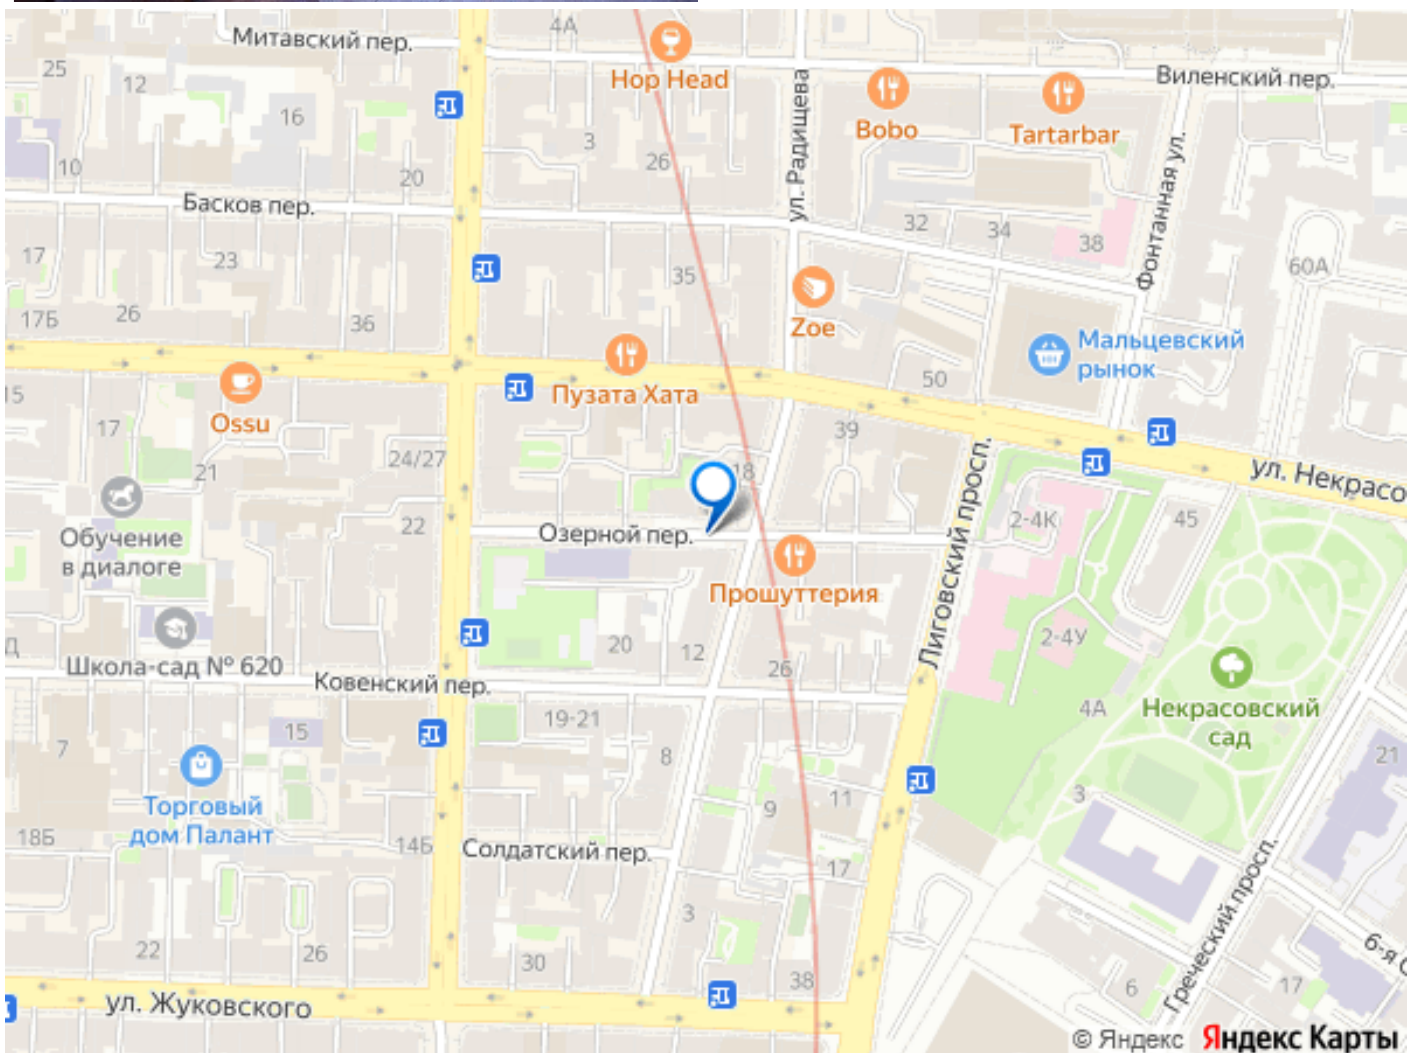 4А
Митавский пер.
Hop Head
Виленский пер.
25
12
16
3
26
Bobo
Tartarbar
ул. Радищева
Фонтанная ул.
10
20
Басков пер.
32
34
38
17
23
35
60А
17Б
26
36
Zoe
Мальцевский
рынок
15
Ossu
Пузата Хата
50
17
21
24/27
39
18
ул. Некрасо
Обучение
в диалоге
22
Озерной пер.
Прошуттерия
Лиговский просп.
2-4К
45
Д
Школа-сад № 620
20
12
26
2-4У
Ковенский пер.
19-21
4А
Некрасовский
сад
7
15
8
21
Торговый
дом Палант
9
11
3
18Б
14Б
Солдатский пер.
17
Греческий просп.
3
22
26
30
38
6
17
6-я С
ул. Жуковского
© Яндекс Яндекс Карты